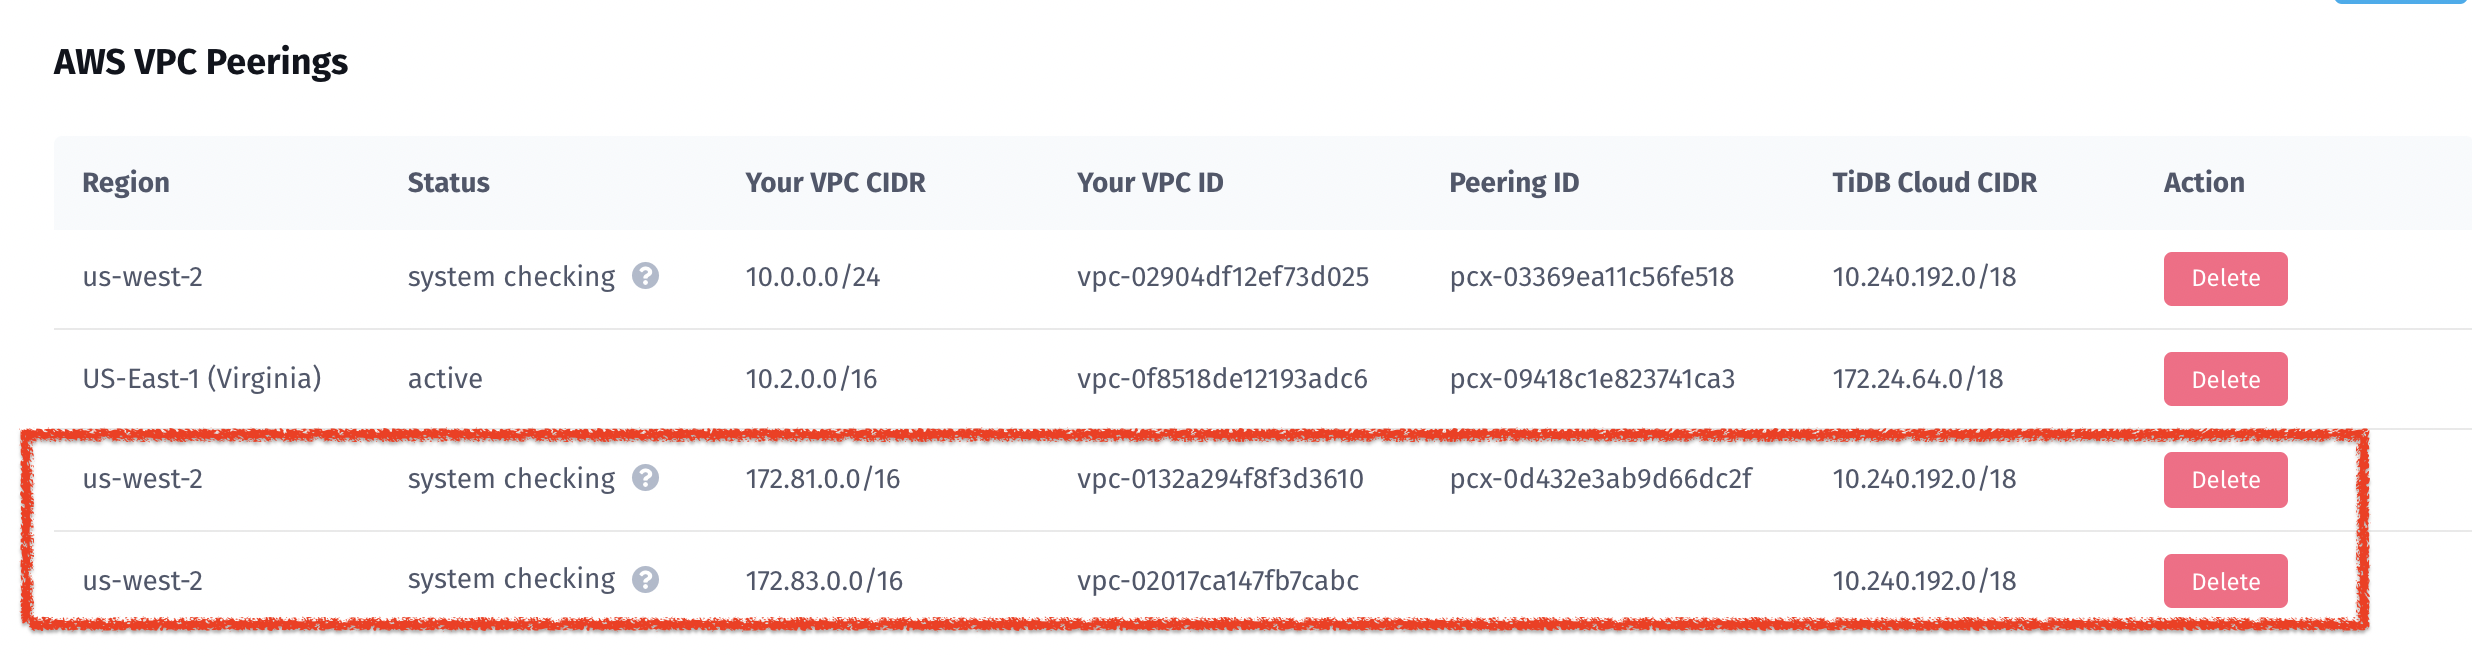 AWS VPC Peerings
Region Status Your VPC CIDR Your VPC ID Peering ID TiDB Cloud CIDR Action
us-west-2 system checking ? 10.0.0.0/24 vpc-02904df12ef73d025 pcx-03369ea11c56fe518 10.240.192.0/18 Delete
US-East-1 (Virginia) active 10.2.0.0/16 vpc-0f8518de12193adc6 pcx-09418c1e823741ca3 172.24.64.0/18 Delete
us-west-2 system checking ? 172.81.0.0/16 vpc-0132a294f8f3d3610 pcx-0d432e3ab9d66dc2f 10.240.192.0/18 Delete
us-west-2 system checking ? 172.83.0.0/16 vpc-02017ca147fb7cabc 10.240.192.0/18 Delete